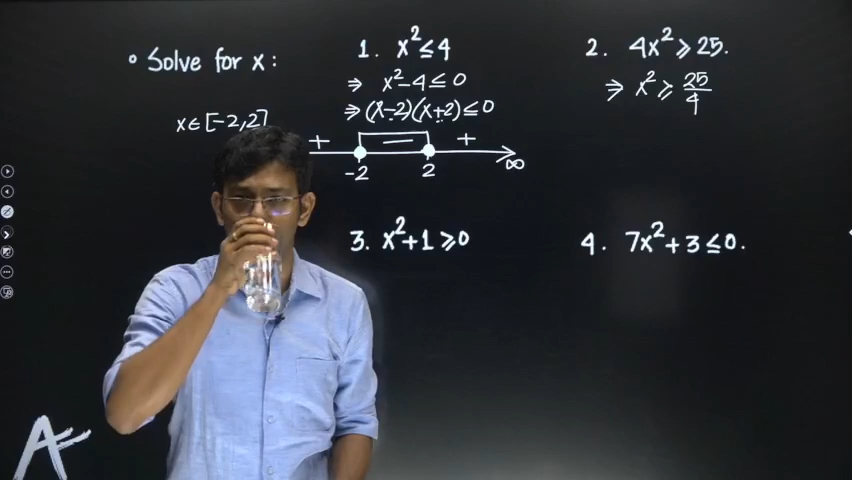 • Solve for x :
1. x² ≤ 4
⇒ x²-4 ≤ 0
⇒ (x-2)(x+2) ≤ 0
x ∈ [-2,2]
+ — + 
-2 2 ∞
2. 4x² ≥ 25.
⇒ x² ≥ 25/4
3. x²+1 ≥ 0
4. 7x²+3 ≤ 0.